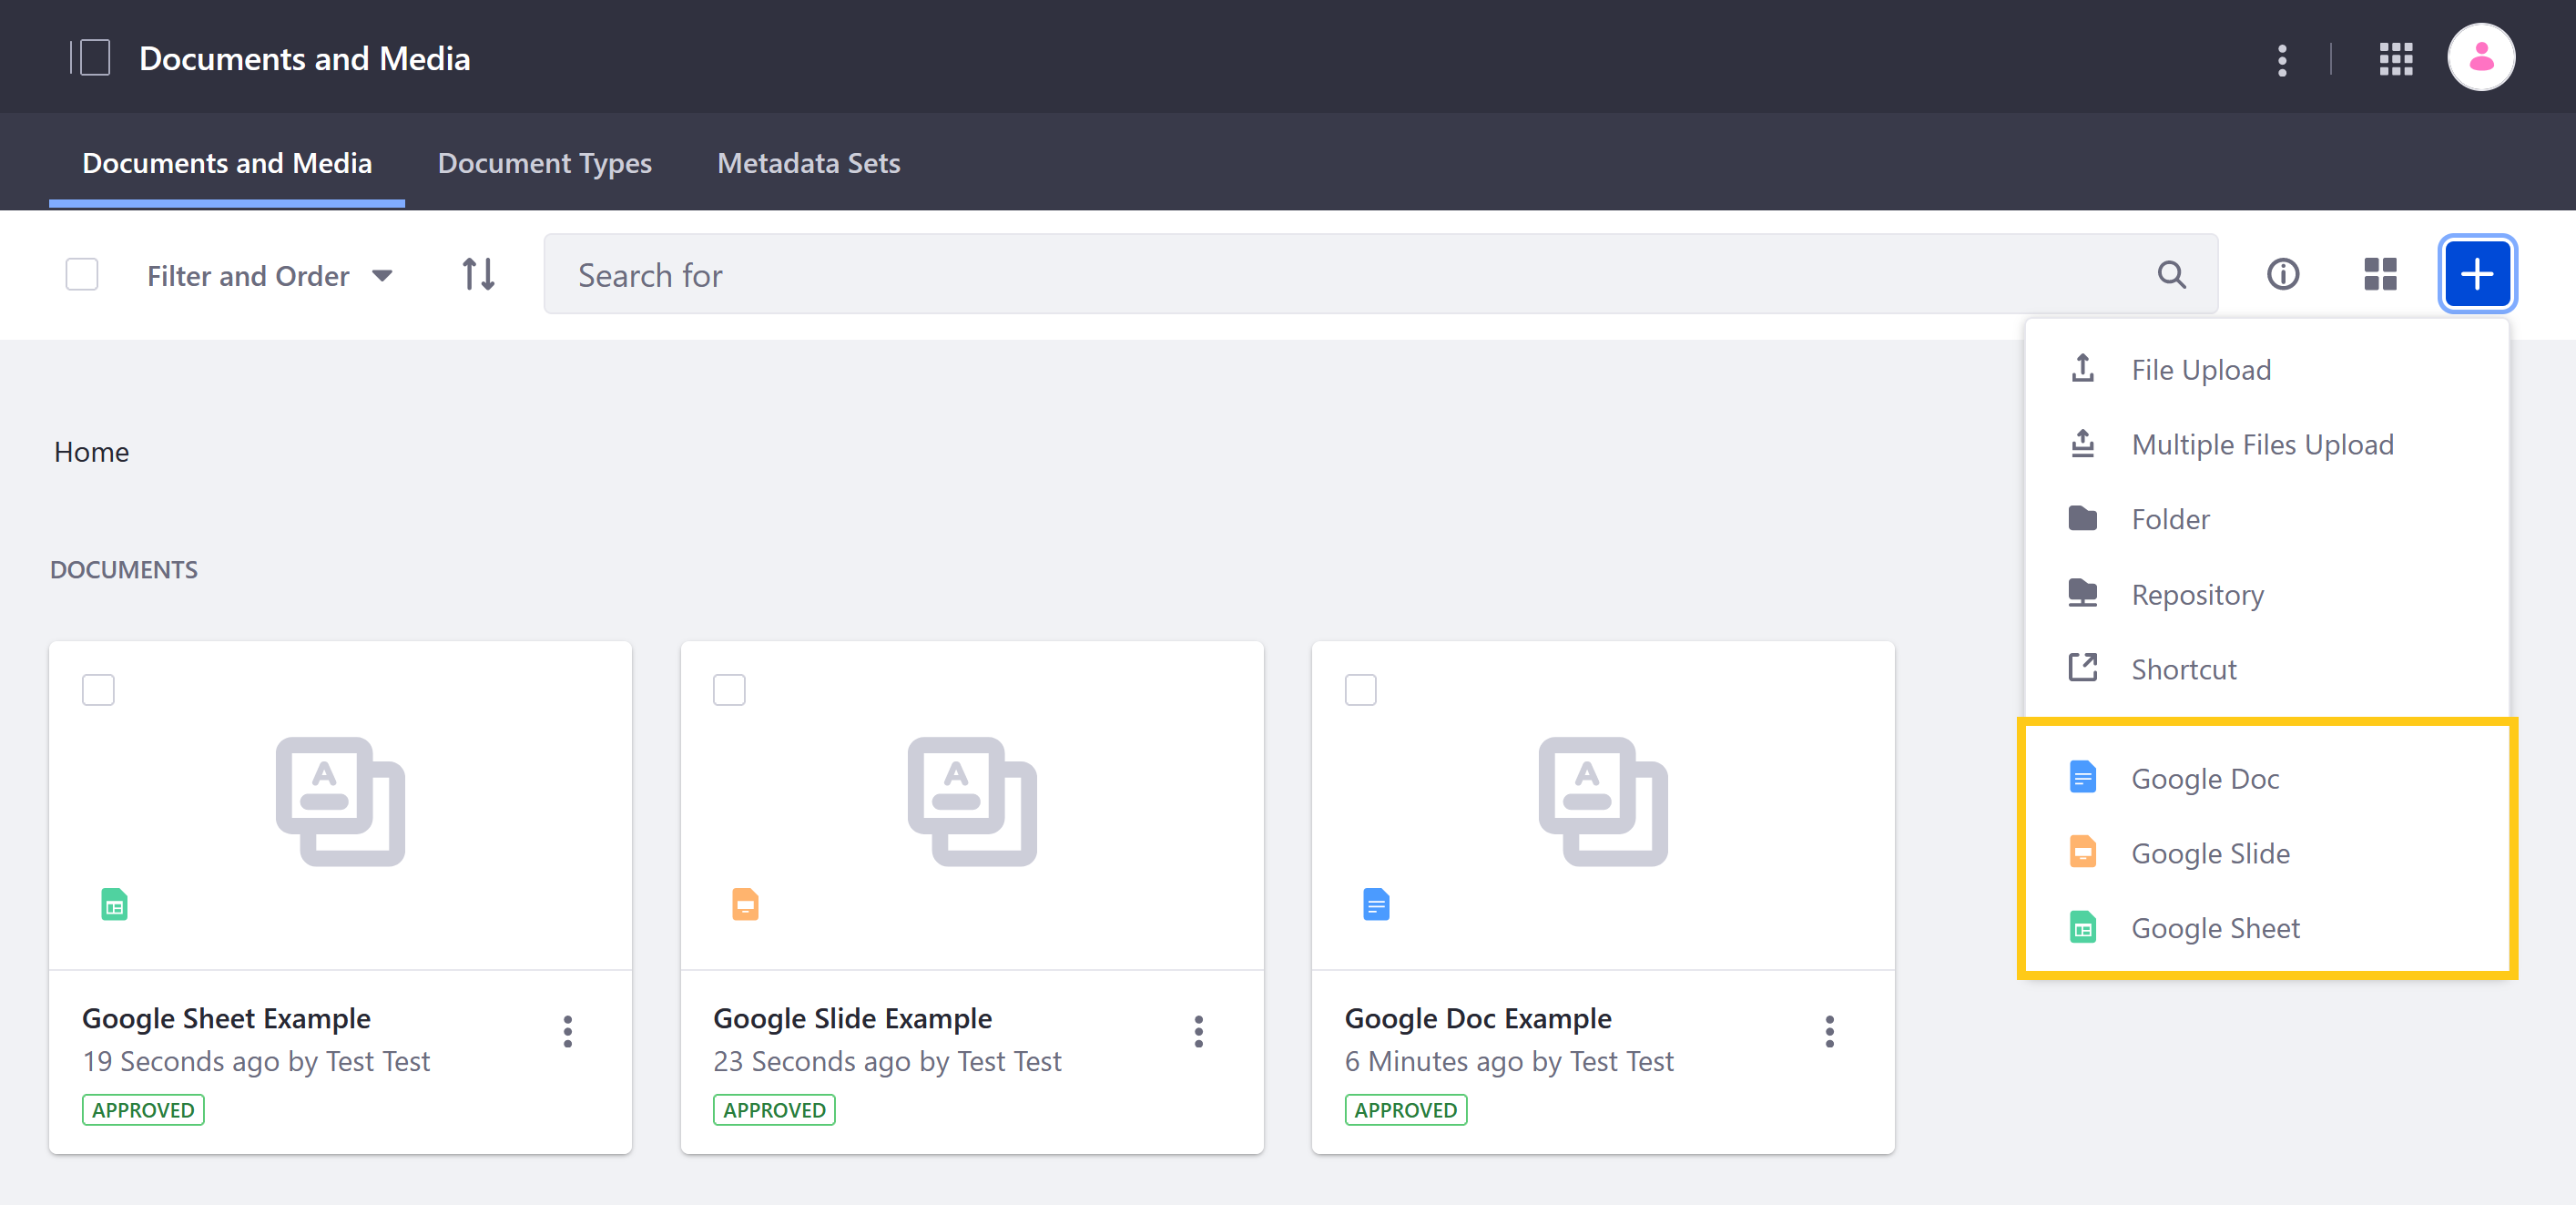 Documents and Media
Documents and Media
Document Types
Metadata Sets
Filter and Order
Search for
File Upload
Multiple Files Upload
Folder
Repository
Shortcut
Google Doc
Google Slide
Google Sheet
Home
DOCUMENTS
Google Sheet Example
19 Seconds ago by Test Test
APPROVED
Google Slide Example
23 Seconds ago by Test Test
APPROVED
Google Doc Example
6 Minutes ago by Test Test
APPROVED